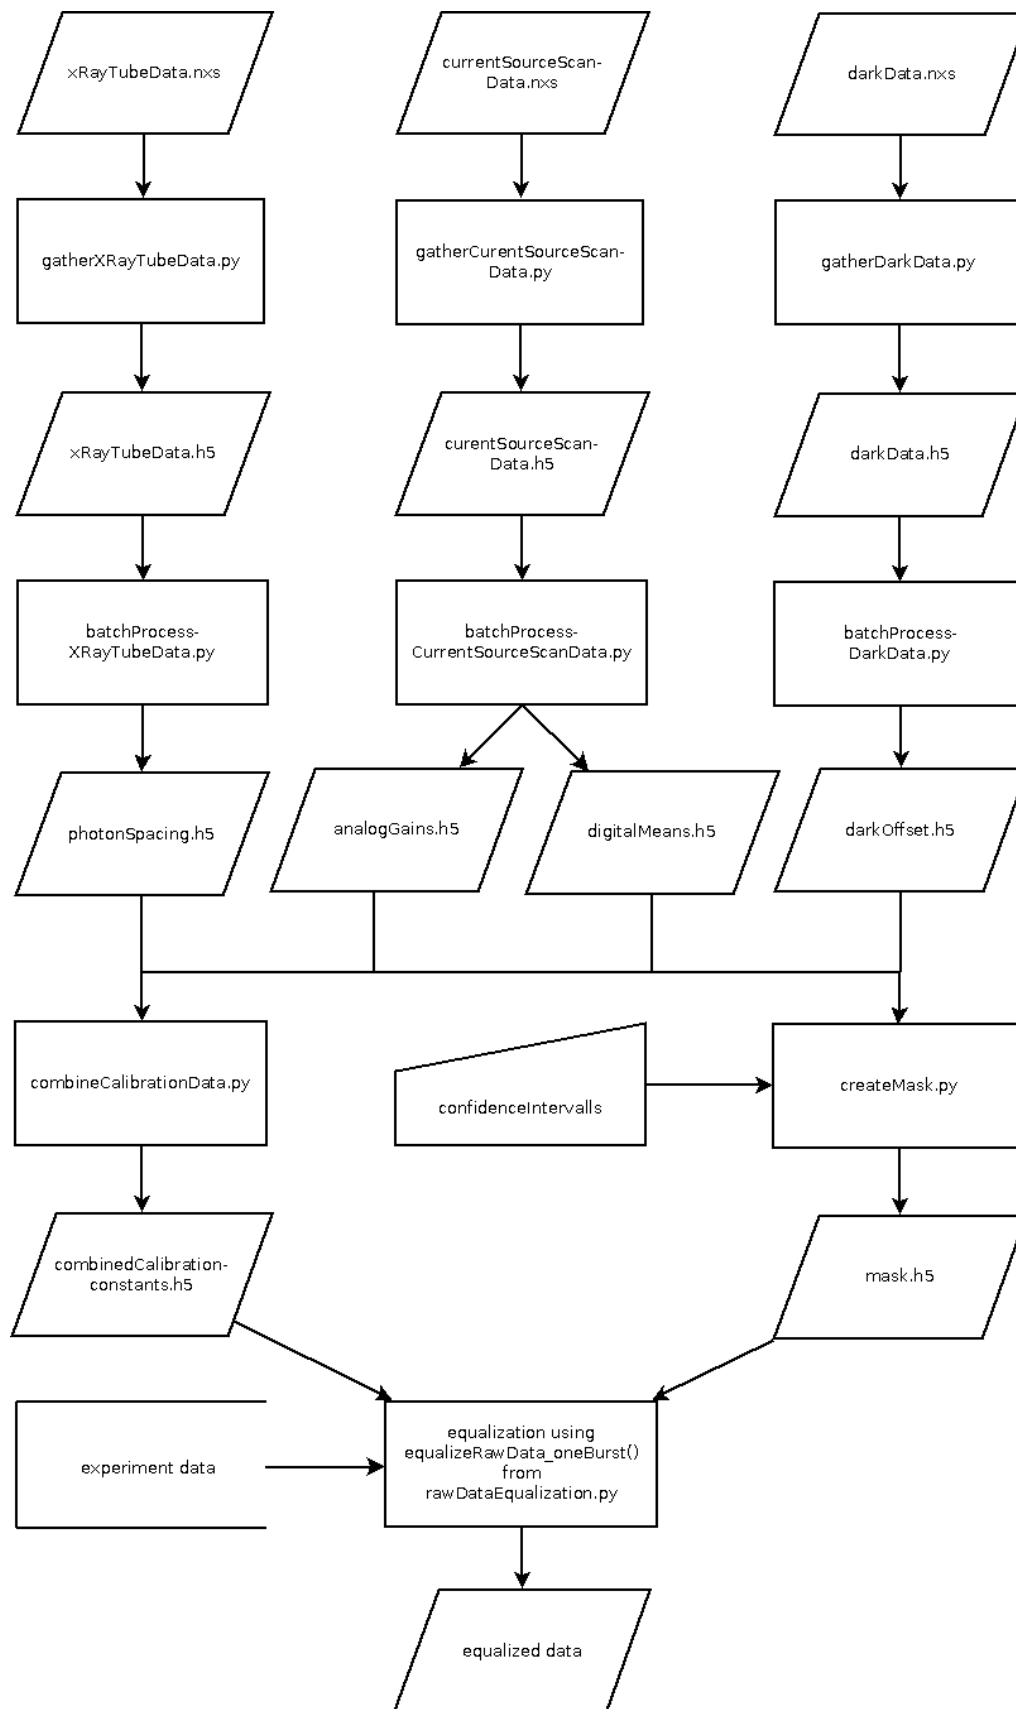 xRayTubeData.nxs
currentSourceScan-
Data.nxs
darkData.nxs
gatherXRayTubeData.py
gatherCurentSourceScan-
Data.py
gatherDarkData.py
xRayTubeData.h5
curentSourceScan-
Data.h5
darkData.h5
batchProcess-
XRayTubeData.py
batchProcess-
CurrentSourceScanData.py
batchProcess-
DarkData.py
photonSpacing.h5
analogGains.h5
digitalMeans.h5
darkOffset.h5
combineCalibrationData.py
confidenceIntervalls
createMask.py
combinedCalibration-
constants.h5
mask.h5
experiment data
equalization using
equalizeRawData_oneBurst()
from
rawDataEqualization.py
equalized data